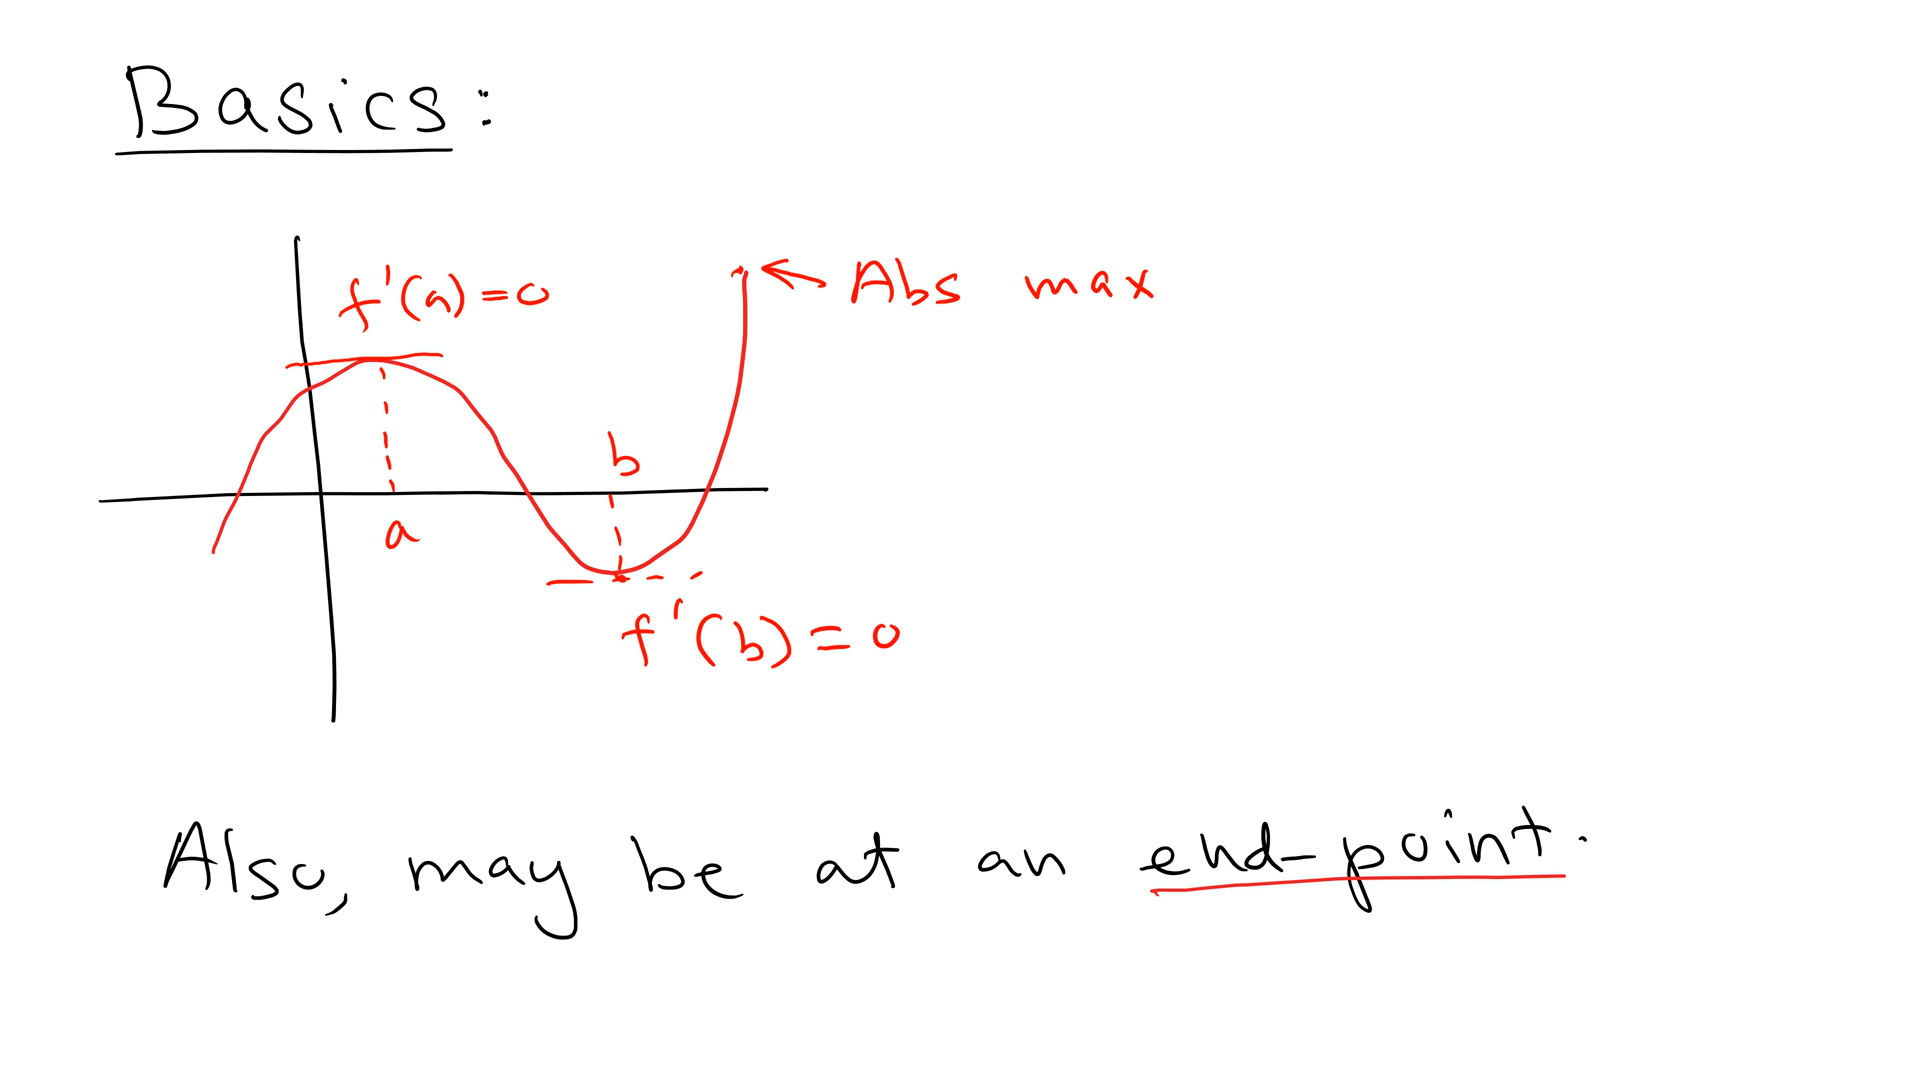 Basics:
f'(a)=0
← Abs max
b
a
f'(b)=0
Also, may be at an end-point.